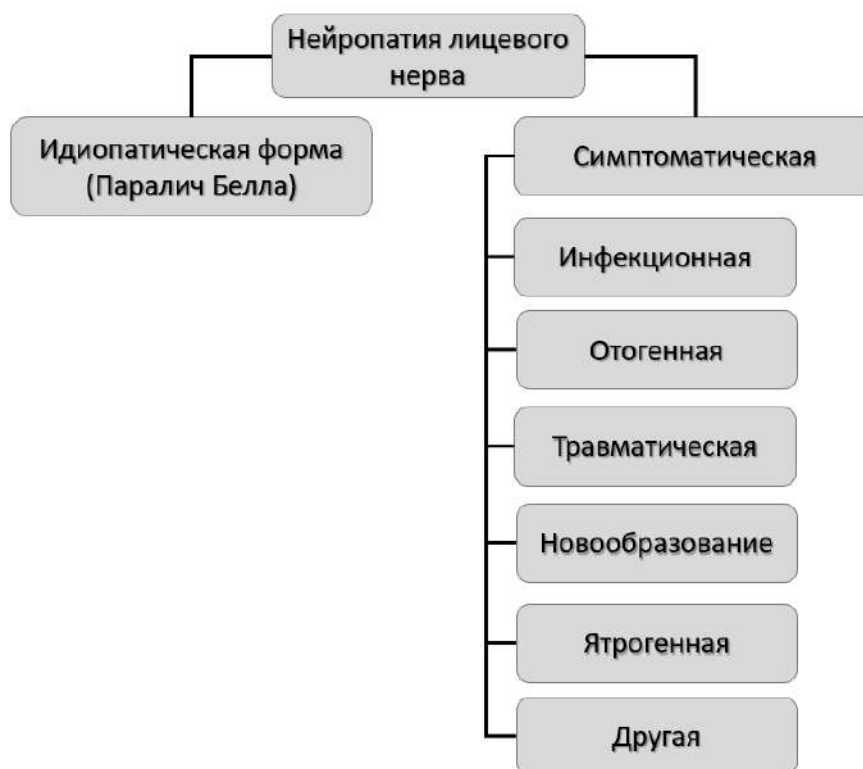 Нейропатия лицевого
нерва
Идиопатическая форма
(Паралич Белла)
Симптоматическая
Инфекционная
Отогенная
Травматическая
Новообразование
Ятрогенная
Другая